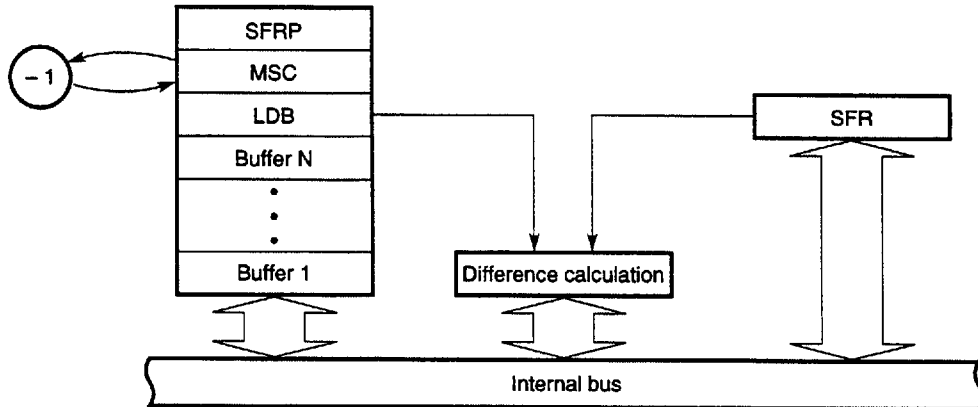 SFRP
– 1
MSC
LDB
SFR
Buffer N
Buffer 1
Difference calculation
Internal bus